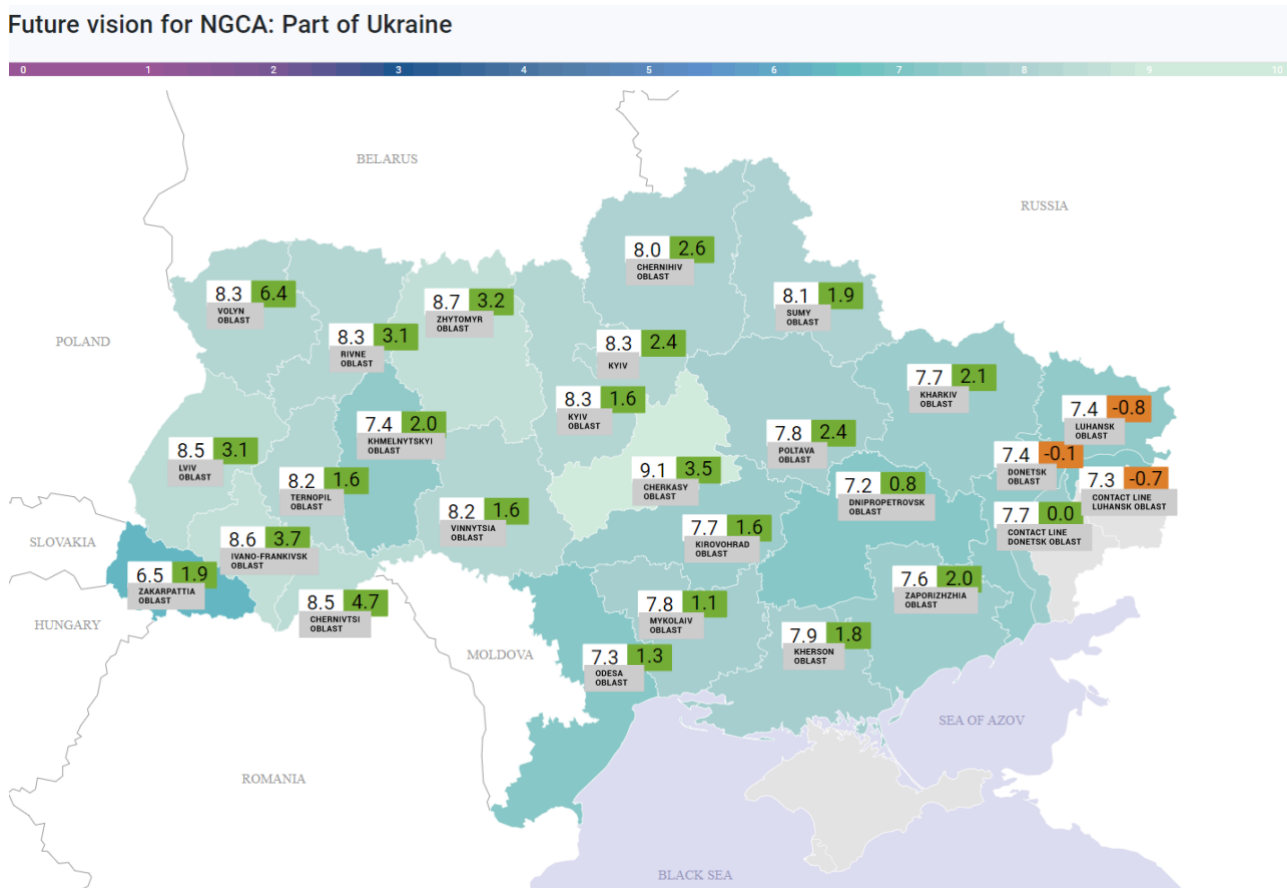 Future vision for NGCA: Part of Ukraine
0 1 2 3 4 5 6 7 8 9 10
BELARUS
RUSSIA
8.0 2.6
CHERNIHIV
OBLAST
8.3 6.4
VOLYN
OBLAST
8.7 3.2
ZHYTOMYR
OBLAST
8.1 1.9
SUMY
OBLAST
POLAND
8.3 3.1
RIVNE
OBLAST
8.3 2.4
KYIV
7.7 2.1
KHARKIV
OBLAST
8.3 1.6
KYIV
OBLAST
7.4 -0.8
LUHANSK
OBLAST
7.4 2.0
KHMELNYTSKYI
OBLAST
7.8 2.4
POLTAVA
OBLAST
8.5 3.1
LVIV
OBLAST
7.4 -0.1
DONETSK
OBLAST
8.2 1.6
TERNOPIL
OBLAST
9.1 3.5
CHERKASY
OBLAST
7.2 0.8
DNIPROPETROVSK
OBLAST
7.3 -0.7
CONTACT LINE
LUHANSK OBLAST
8.2 1.6
VINNYTSIA
OBLAST
7.7 0.0
CONTACT LINE
DONETSK OBLAST
SLOVAKIA
8.6 3.7
IVANO-FRANKIVSK
OBLAST
7.7 1.6
KIROVOHRAD
OBLAST
6.5 1.9
ZAKARPATTIA
OBLAST
7.6 2.0
ZAPORIZHZHIA
OBLAST
8.5 4.7
CHERNIVTSI
OBLAST
7.8 1.1
MYKOLAIV
OBLAST
HUNGARY
7.9 1.8
KHERSON
OBLAST
MOLDOVA
7.3 1.3
ODESA
OBLAST
SEA OF AZOV
ROMANIA
BLACK SEA